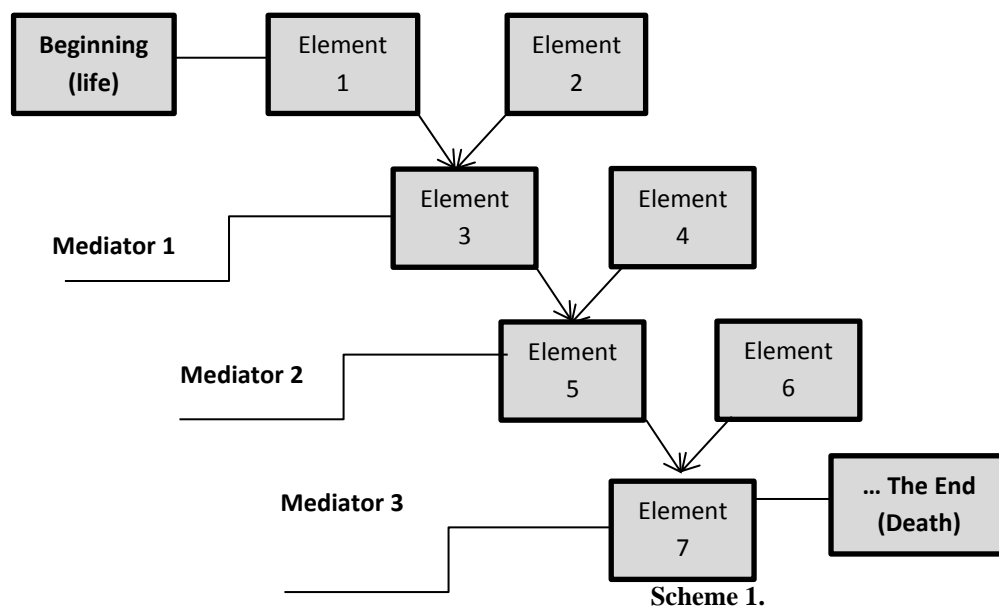 Beginning
(life)
Element
1
Element
2
Element
3
Element
4
Mediator 1
Element
5
Element
6
Mediator 2
Element
7
Mediator 3
... The End
(Death)
Scheme 1.